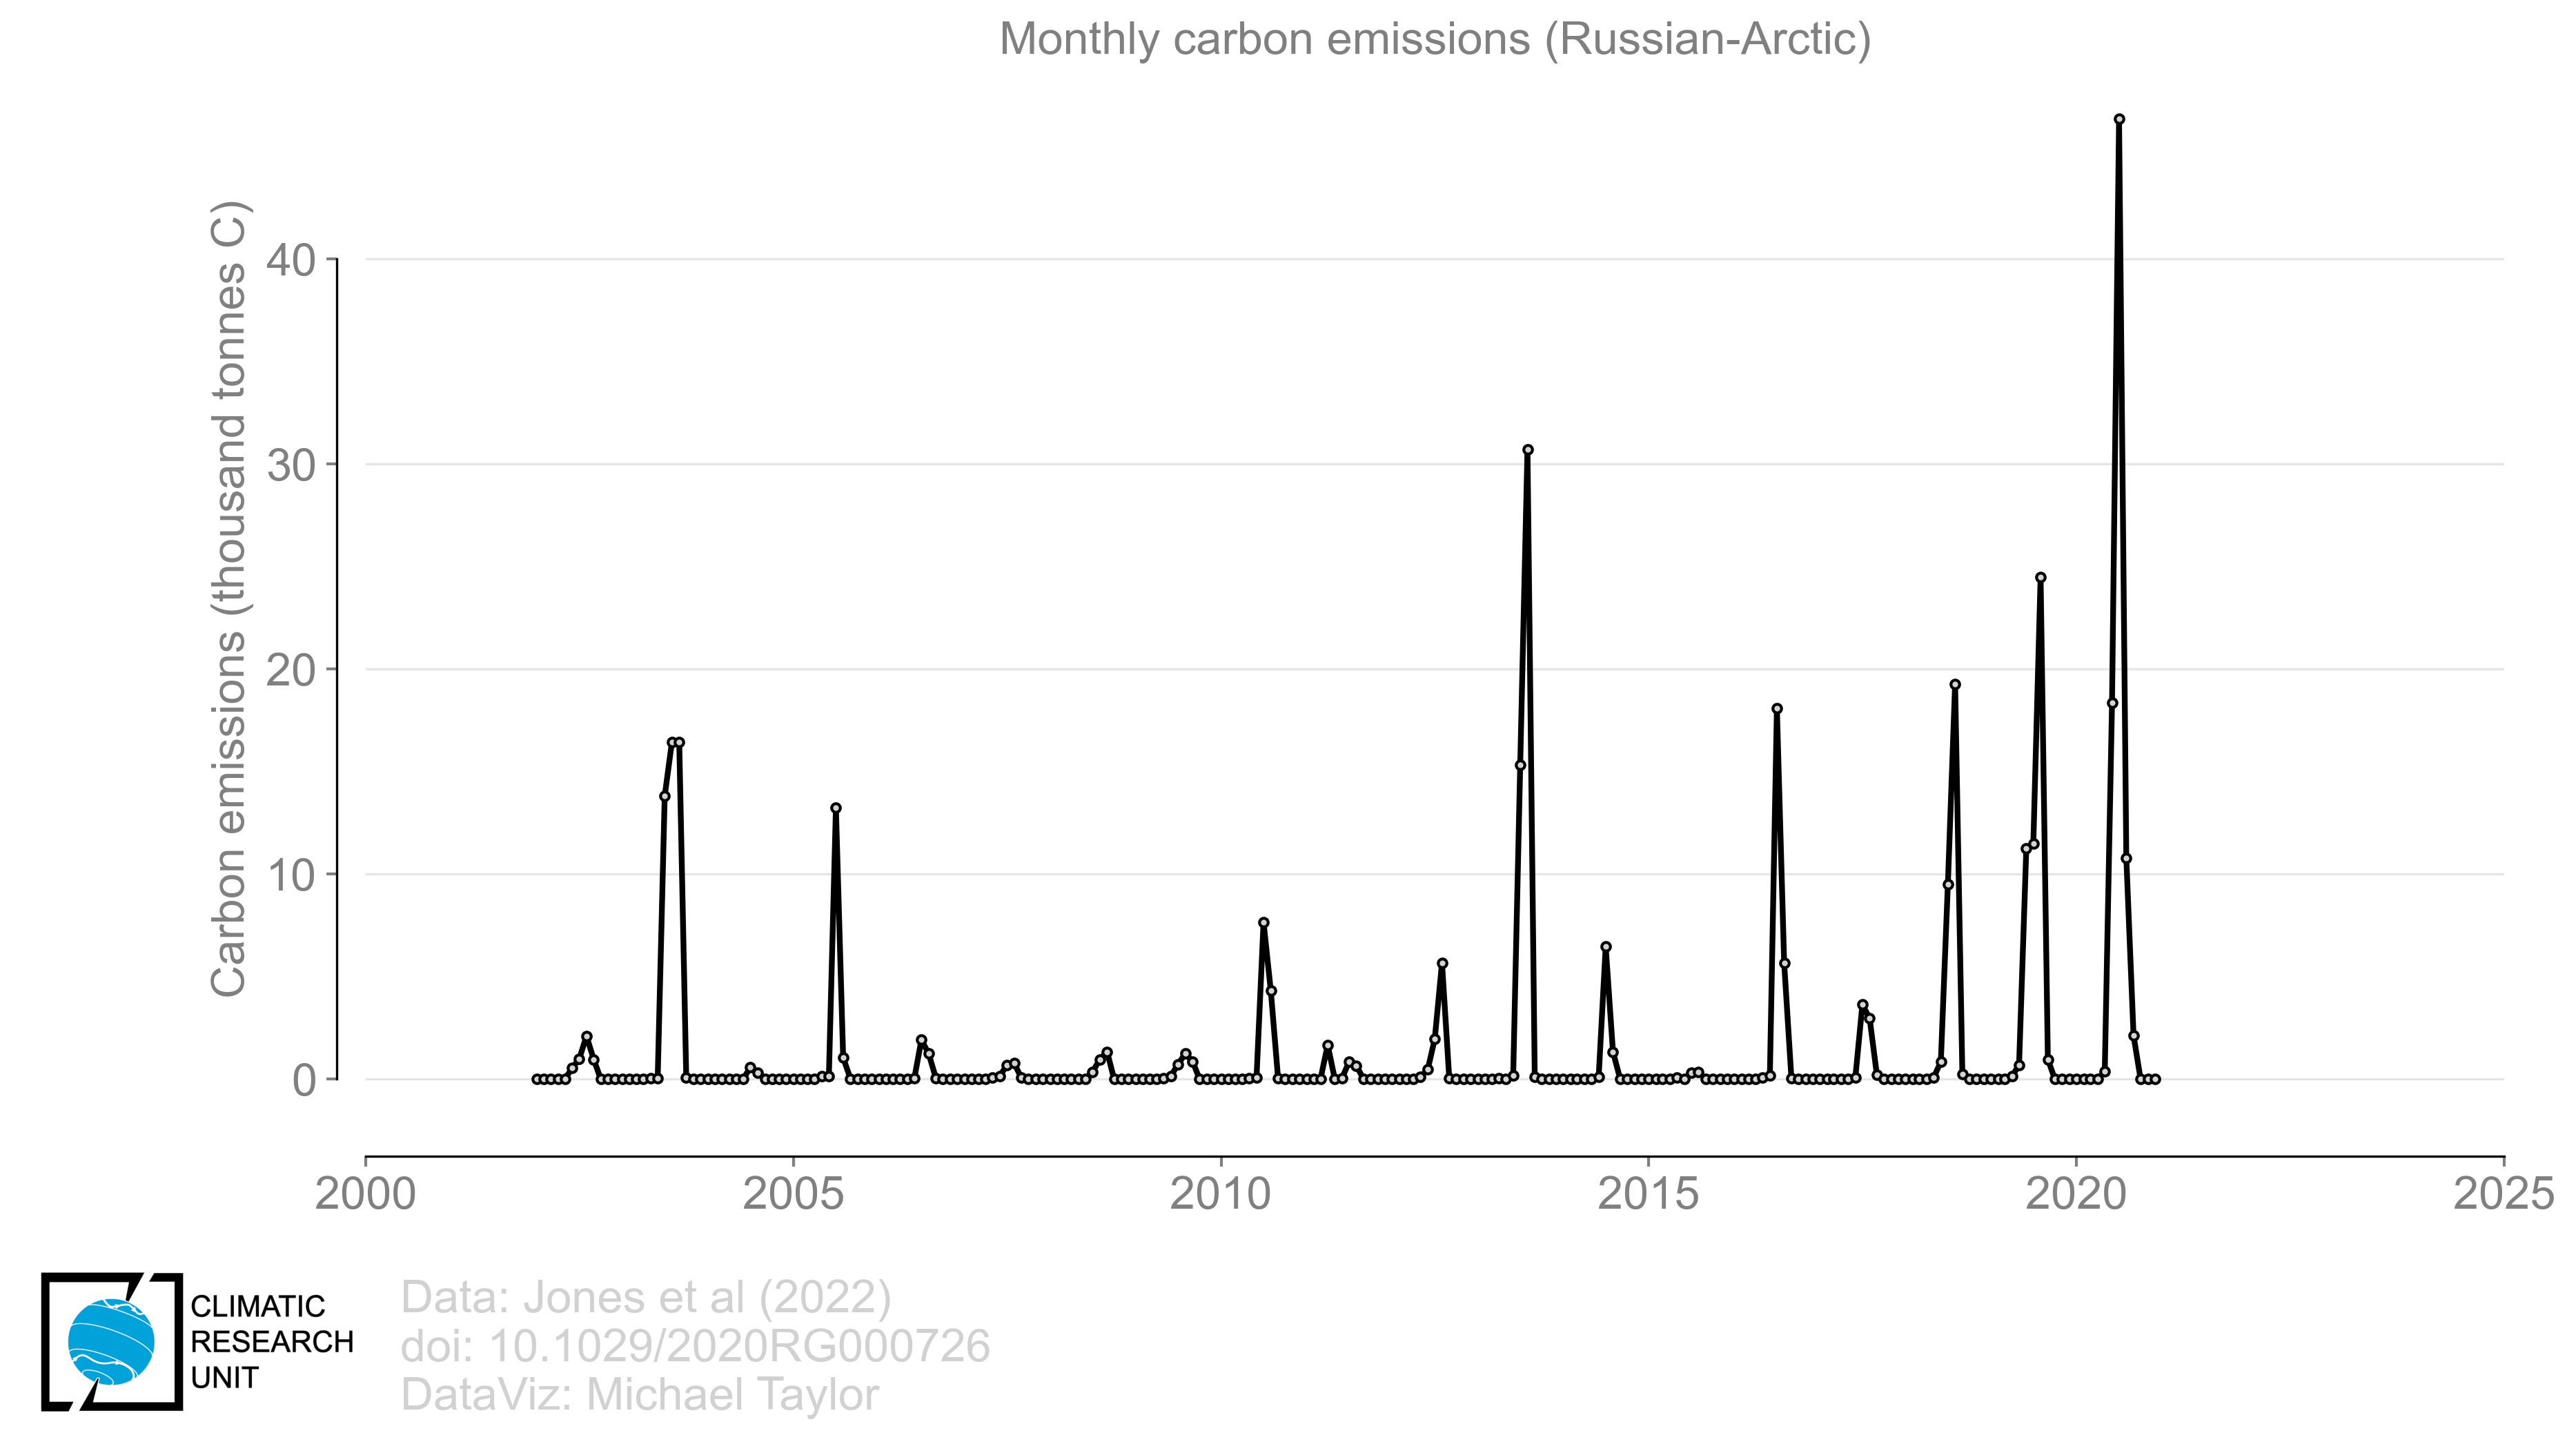 Monthly carbon emissions (Russian-Arctic)
Carbon emissions (thousand tonnes C)
40
30
20
10
0
2000 2005 2010 2015 2020 2025
CLIMATIC
RESEARCH
UNIT
Data: Jones et al (2022)
doi: 10.1029/2020RG000726
DataViz: Michael Taylor